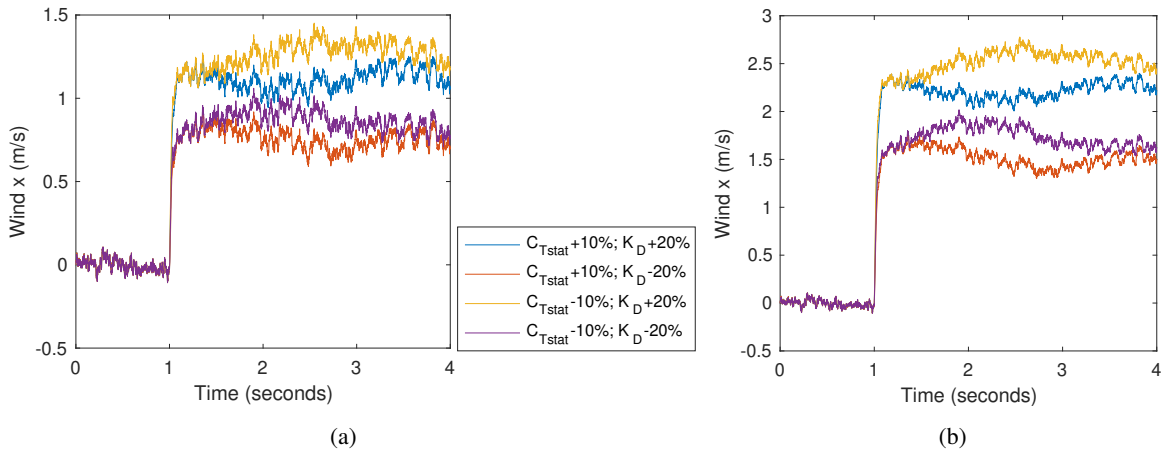 1.5
1
0.5
0
-0.5
Wind x (m/s)
0 1 2 3 4
Time (seconds)
(a)
C_Tstat+10%; K_D+20%
C_Tstat+10%; K_D-20%
C_Tstat-10%; K_D+20%
C_Tstat-10%; K_D-20%
3
2.5
2
1.5
1
0.5
0
-0.5
Wind x (m/s)
0 1 2 3 4
Time (seconds)
(b)